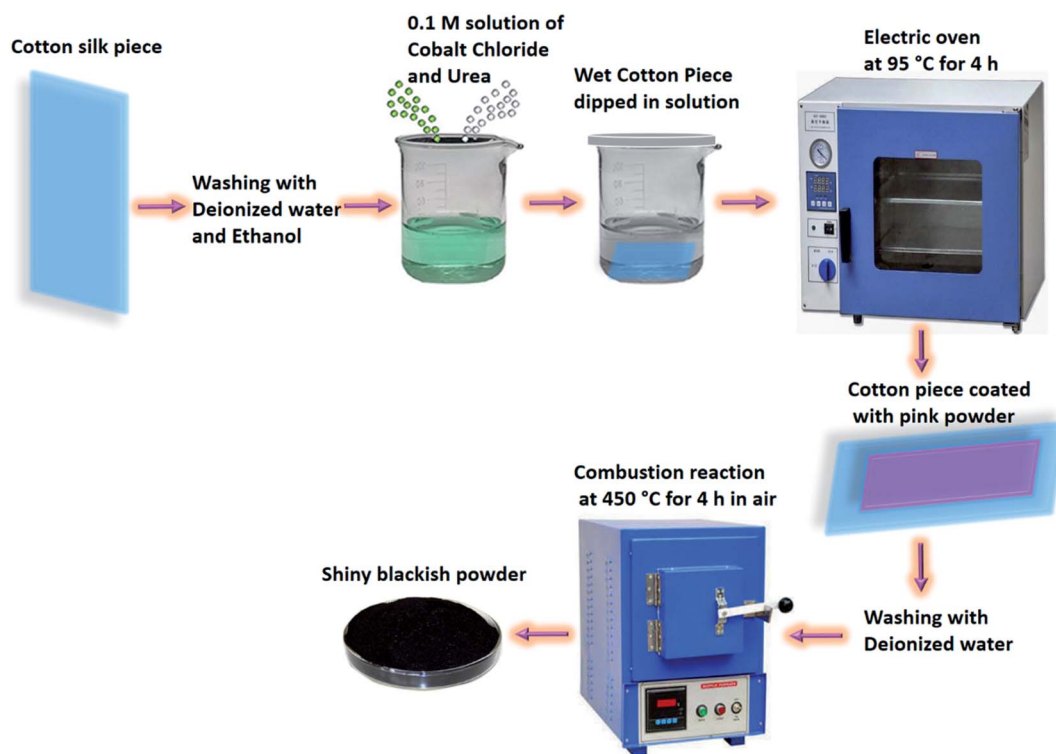 Cotton silk piece
0.1 M solution of
Cobalt Chloride
and Urea
Wet Cotton Piece
dipped in solution
Electric oven
at 95 °C for 4 h
Washing with
Deionized water
and Ethanol
Cotton piece coated
with pink powder
Combustion reaction
at 450 °C for 4 h in air
Shiny blackish powder
Washing with
Deionized water